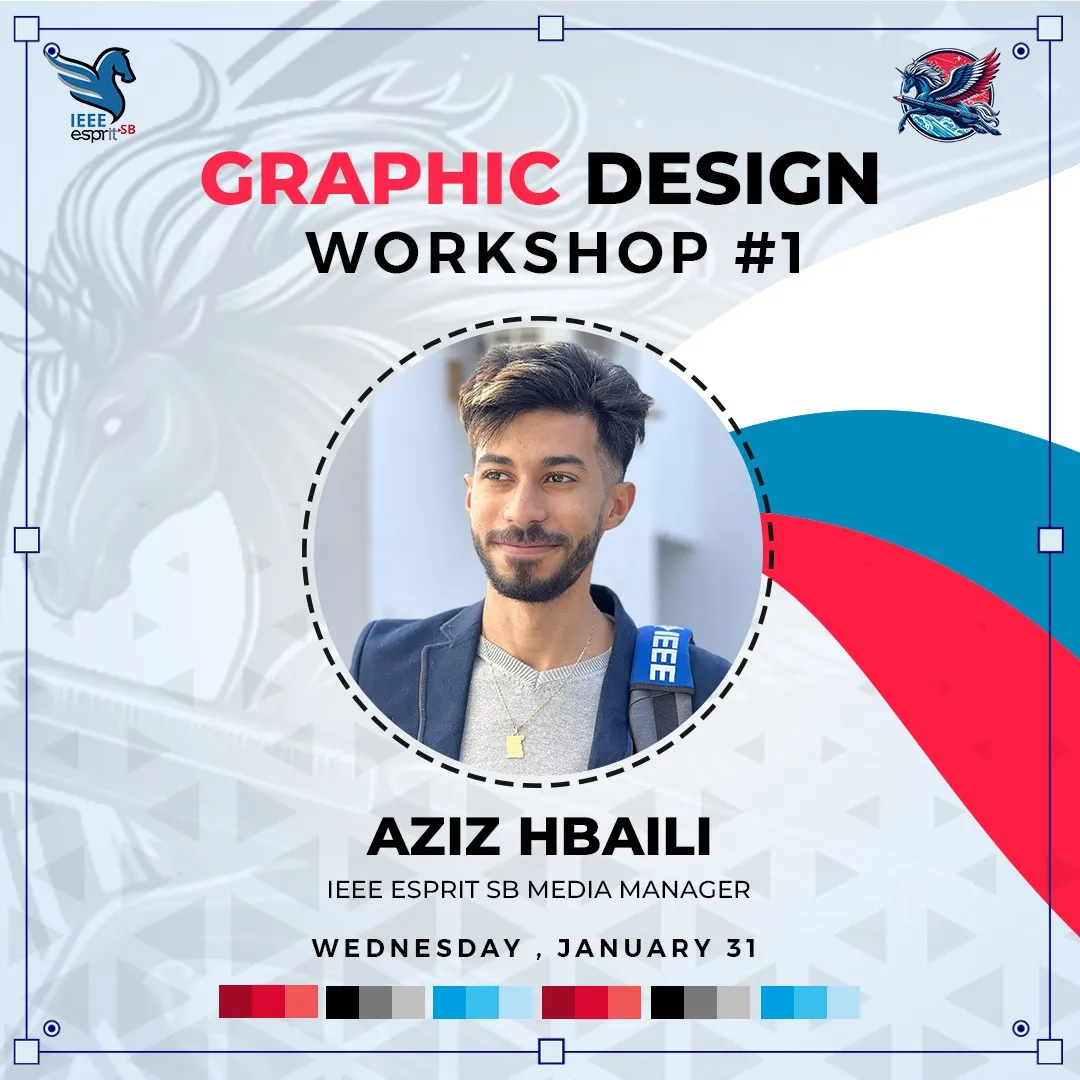 IEEE
esprit SB
GRAPHIC DESIGN
WORKSHOP #1
IEEE
AZIZ HBAILI
IEEE ESPRIT SB MEDIA MANAGER
WEDNESDAY , JANUARY 31